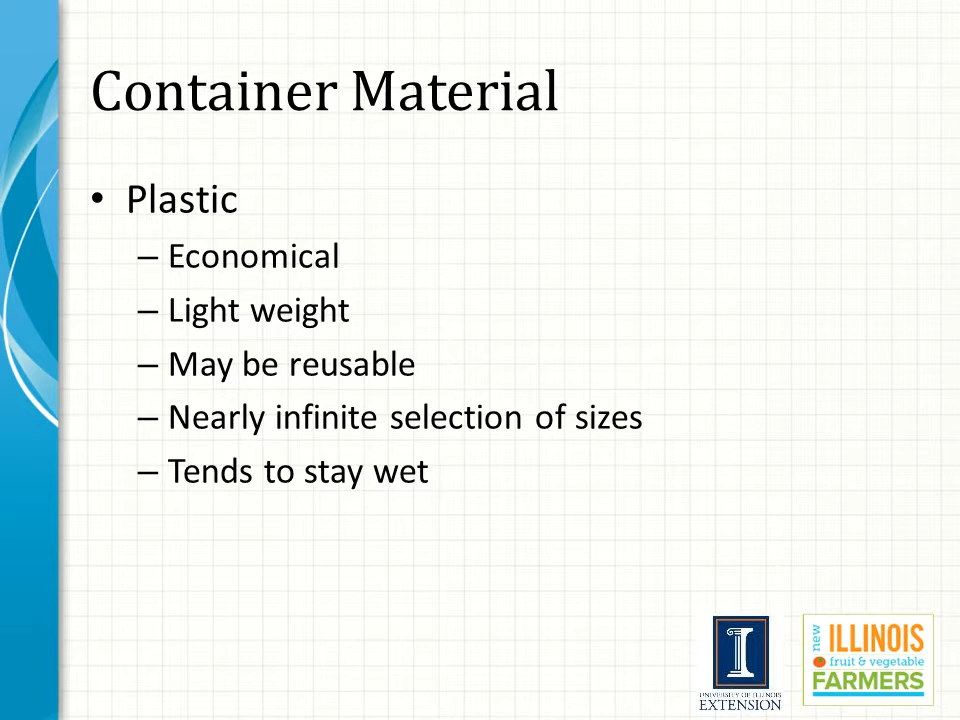 Container Material
• Plastic
– Economical
– Light weight
– May be reusable
– Nearly infinite selection of sizes
– Tends to stay wet
I
UNIVERSITY OF ILLINOIS
EXTENSION
new
ILLINOIS
fruit & vegetable
FARMERS